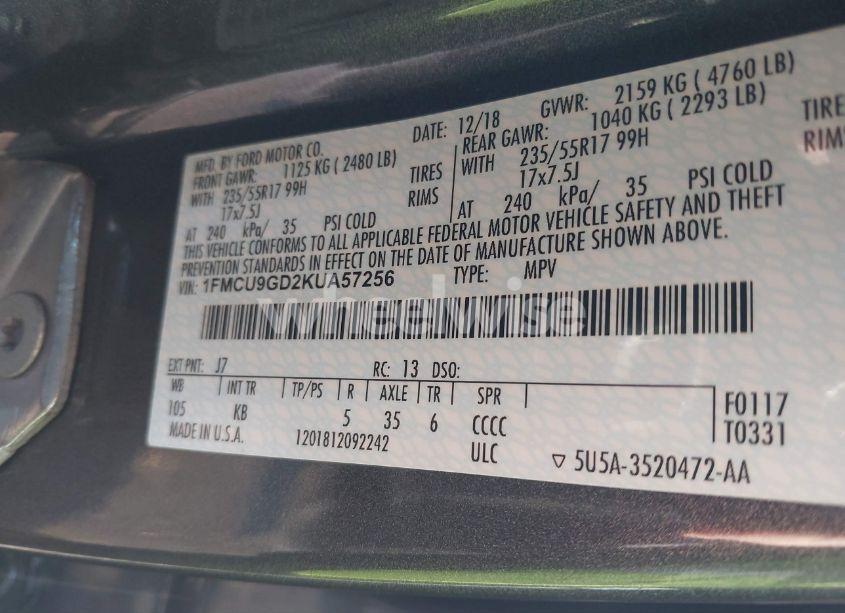 MFD. BY FORD MOTOR CO. DATE: 12/18 GVWR: 2159 KG ( 4760 LB)
FRONT GAWR: 1125 KG ( 2480 LB) REAR GAWR: 1040 KG ( 2293 LB)
WITH 235/55R17 99H TIRES WITH 235/55R17 99H TIRES
17x7.5J RIMS 17x7.5J RIMS
AT 240 kPa/ 35 PSI COLD AT 240 kPa/ 35 PSI COLD
THIS VEHICLE CONFORMS TO ALL APPLICABLE FEDERAL MOTOR VEHICLE SAFETY AND THEFT
PREVENTION STANDARDS IN EFFECT ON THE DATE OF MANUFACTURE SHOWN ABOVE.
VIN: 1FMCU9GD2KUA57256 TYPE: MPV
wheelwise
EXT PNT: J7 RC: 13 DSO:
WB INT TR TP/PS R AXLE TR SPR
105 KB 5 35 6 CCCC F0117
MADE IN U.S.A. 1201812092242 ULC T0331
▽ 5U5A-3520472-AA